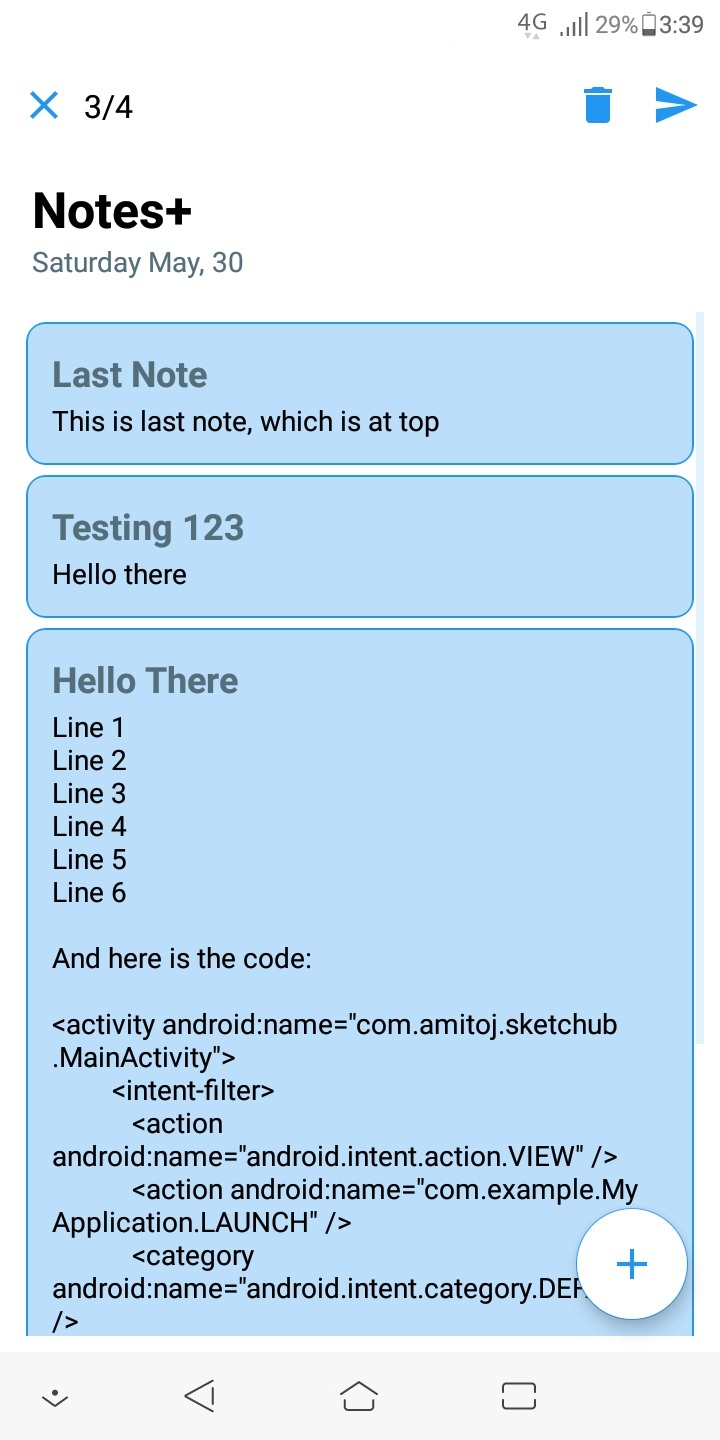 4G 29% 3:39
3/4
Notes+
Saturday May, 30
Last Note
This is last note, which is at top
Testing 123
Hello there
Hello There
Line 1
Line 2
Line 3
Line 4
Line 5
Line 6
And here is the code:
<activity android:name="com.amitoj.sketchub
.MainActivity">
<intent-filter>
<action
android:name="android.intent.action.VIEW" />
<action android:name="com.example.My
Application.LAUNCH" />
<category
android:name="android.intent.category.
/>